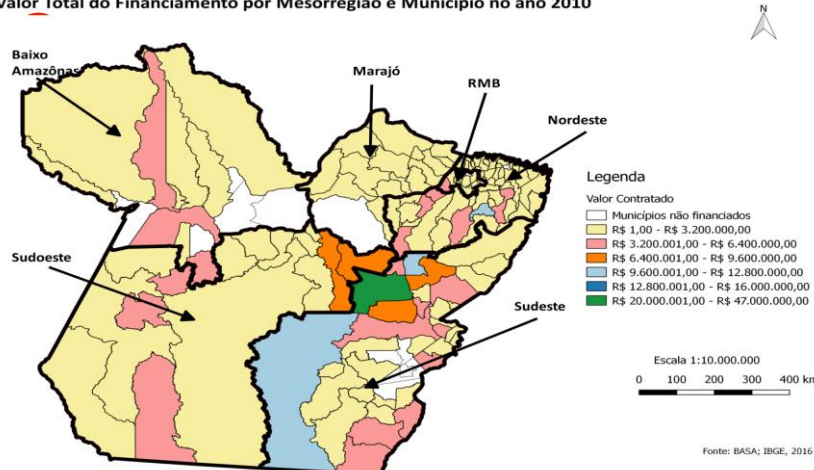 Valor Total do Financiamento por Mesorregião e Município no ano 2010
N
Baixo
Amazônas
Marajó
RMB
Nordeste
Sudoeste
Sudeste
Legenda
Valor Contratado
Municípios não financiados
R$ 1,00 - R$ 3.200.000,00
R$ 3.200.001,00 - R$ 6.400.000,00
R$ 6.400.001,00 - R$ 9.600.000,00
R$ 9.600.001,00 - R$ 12.800.000,00
R$ 12.800.001,00 - R$ 16.000.000,00
R$ 20.000.001,00 - R$ 47.000.000,00
Escala 1:10.000.000
0 100 200 300 400 km
Fonte: BASA; IBGE, 2016